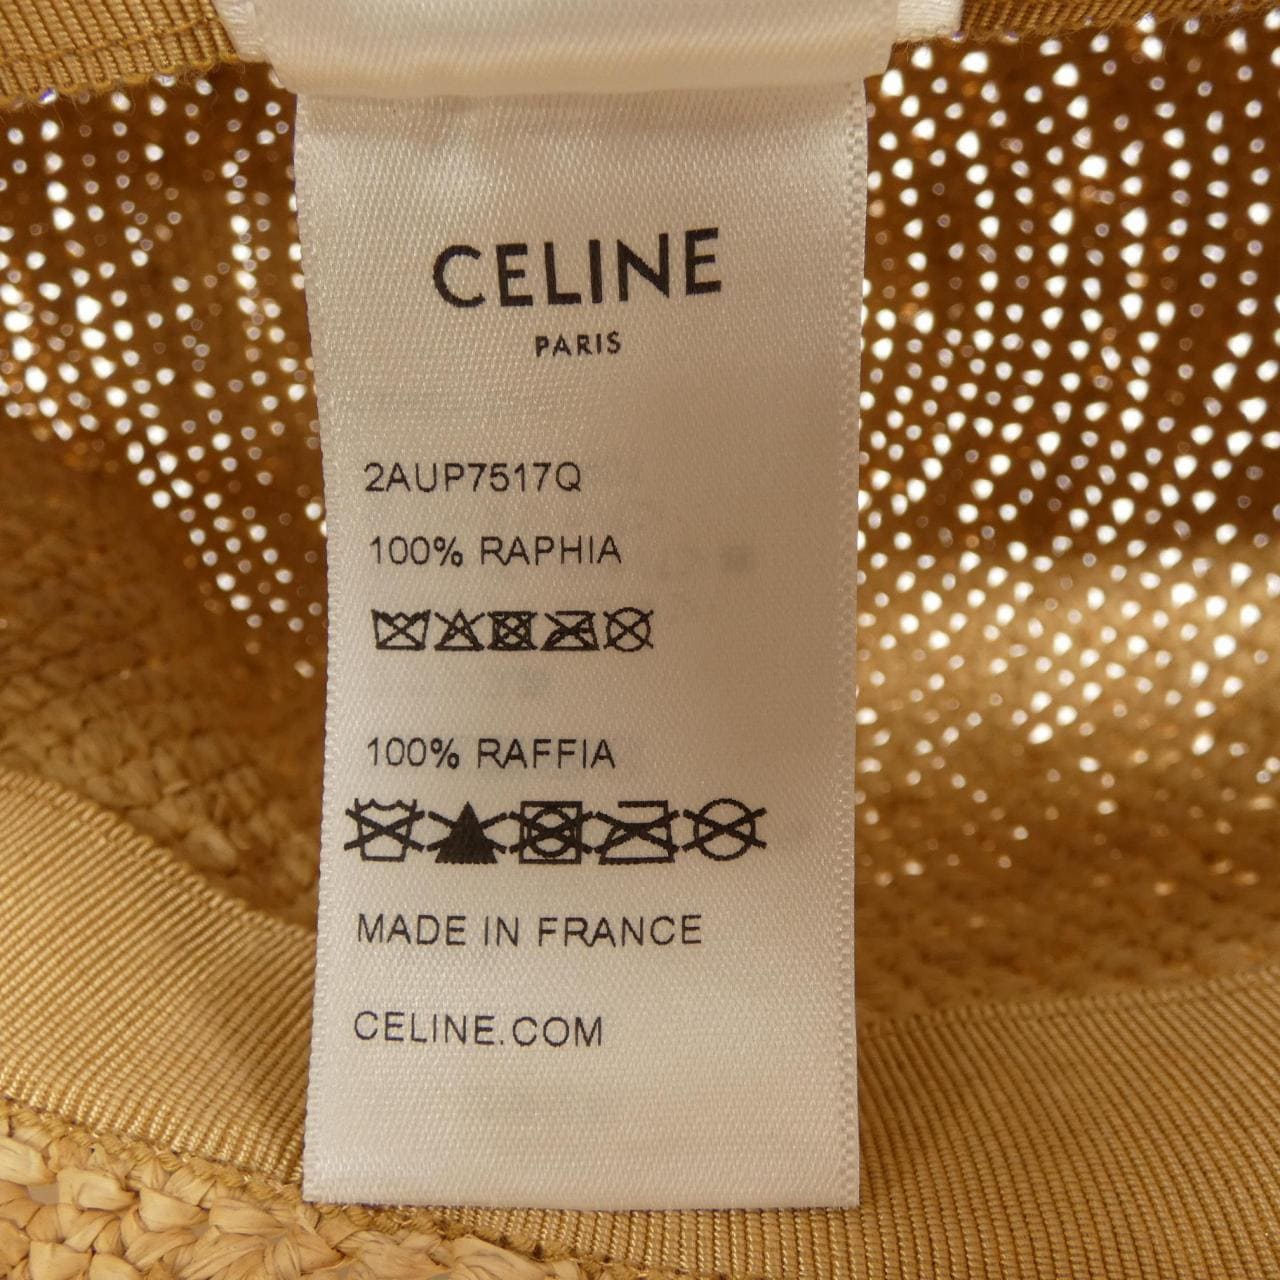 CELINE
PARIS
2AUP7517Q
100% RAPHIA
100% RAFFIA
MADE IN FRANCE
CELINE.COM